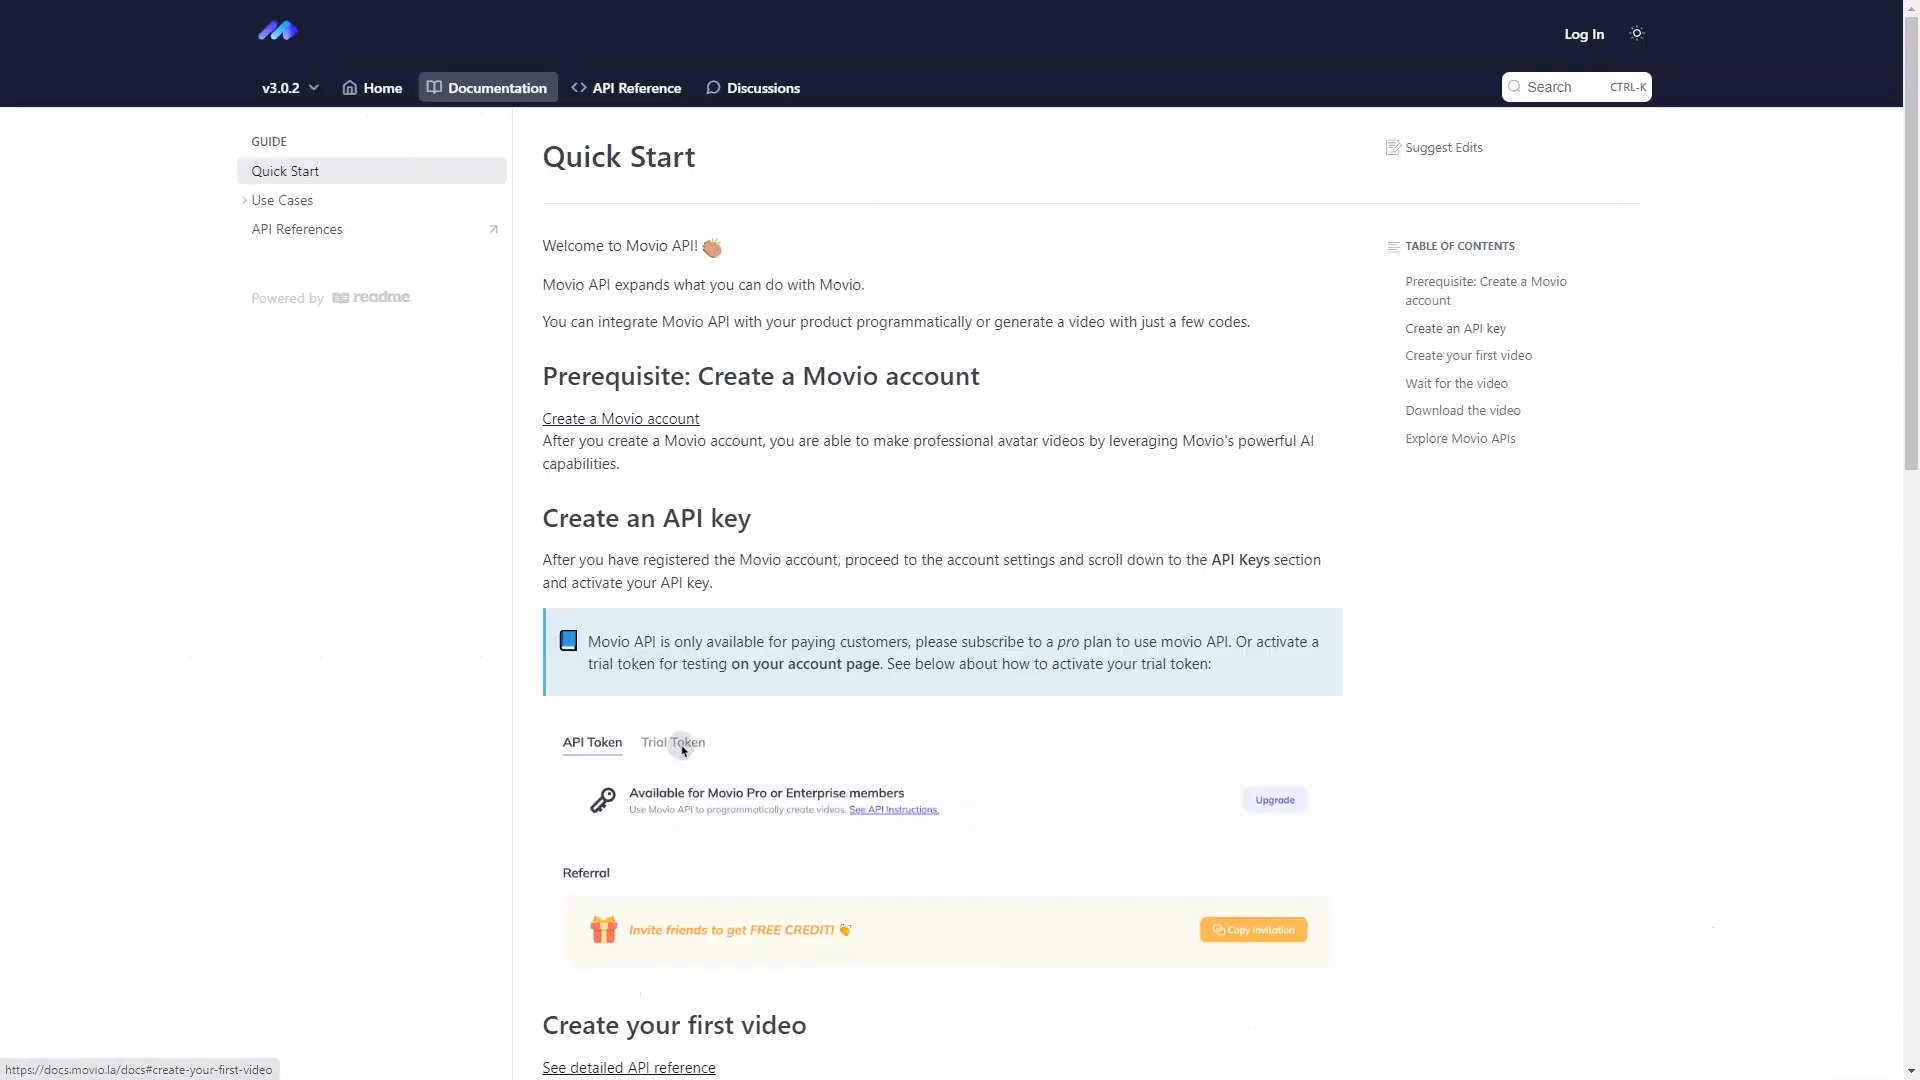 Log In
v3.0.2
Home
Documentation
API Reference
Discussions
Search
CTRL-K
GUIDE
Quick Start
Use Cases
API References
Powered by readme
Quick Start
Welcome to Movio API!
Movio API expands what you can do with Movio.
You can integrate Movio API with your product programmatically or generate a video with just a few codes.
Prerequisite: Create a Movio account
Create a Movio account
After you create a Movio account, you are able to make professional avatar videos by leveraging Movio's powerful AI
capabilities.
Create an API key
After you have registered the Movio account, proceed to the account settings and scroll down to the API Keys section
and activate your API key.
Movio API is only available for paying customers, please subscribe to a pro plan to use movio API. Or activate a
trial token for testing on your account page. See below about how to activate your trial token:
API Token
Trial Token
Available for Movio Pro or Enterprise members
Use Movio API to programmatically create videos. See API Instructions.
Upgrade
Referral
Invite friends to get FREE CREDIT!
Copy Invitation
Create your first video
See detailed API reference
Suggest Edits
TABLE OF CONTENTS
Prerequisite: Create a Movio
account
Create an API key
Create your first video
Wait for the video
Download the video
Explore Movio APIs
https://docs.movio.la/docs#create-your-first-video